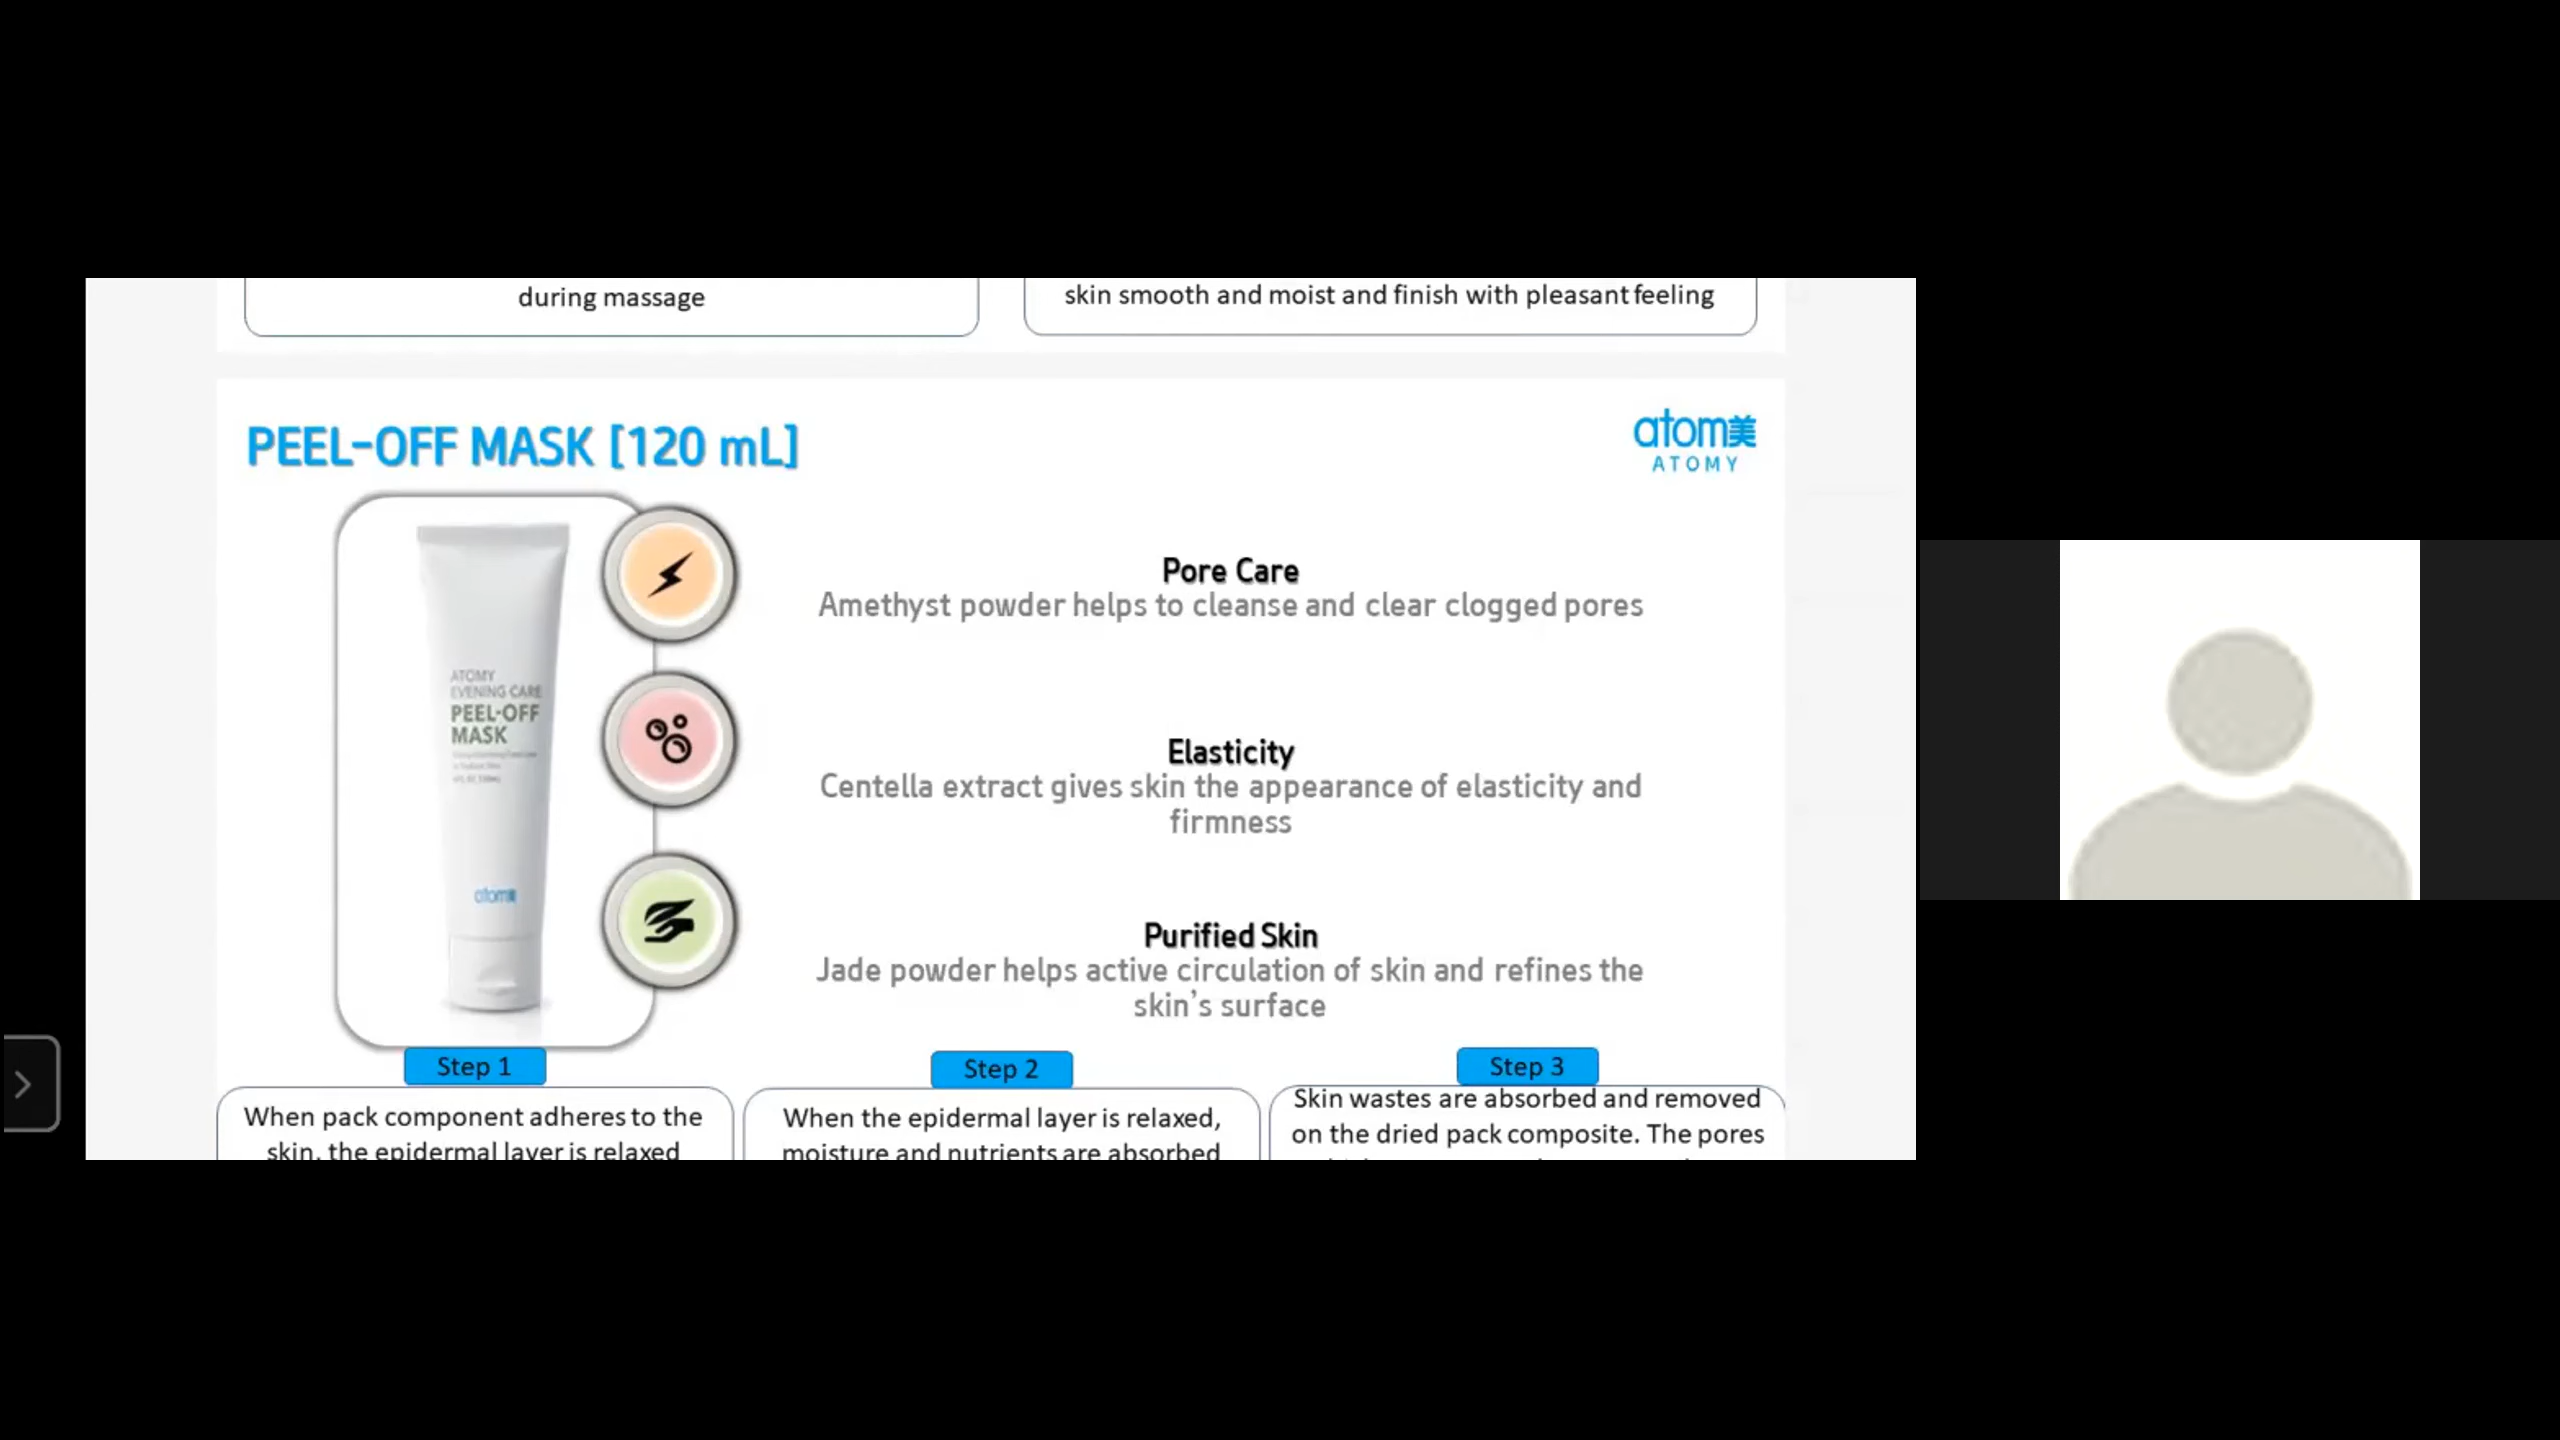 during massage
skin smooth and moist and finish with pleasant feeling
PEEL-OFF MASK [120 mL]
atom美
ATOMY
ATOMY
EVENING CARE
PEEL-OFF
MASK
atom美
Pore Care
Amethyst powder helps to cleanse and clear clogged pores
Elasticity
Centella extract gives skin the appearance of elasticity and
firmness
Purified Skin
Jade powder helps active circulation of skin and refines the
skin's surface
Step 1
When pack component adheres to the
skin, the epidermal layer is relaxed
Step 2
When the epidermal layer is relaxed,
moisture and nutrients are absorbed
Step 3
Skin wastes are absorbed and removed
on the dried pack composite. The pores